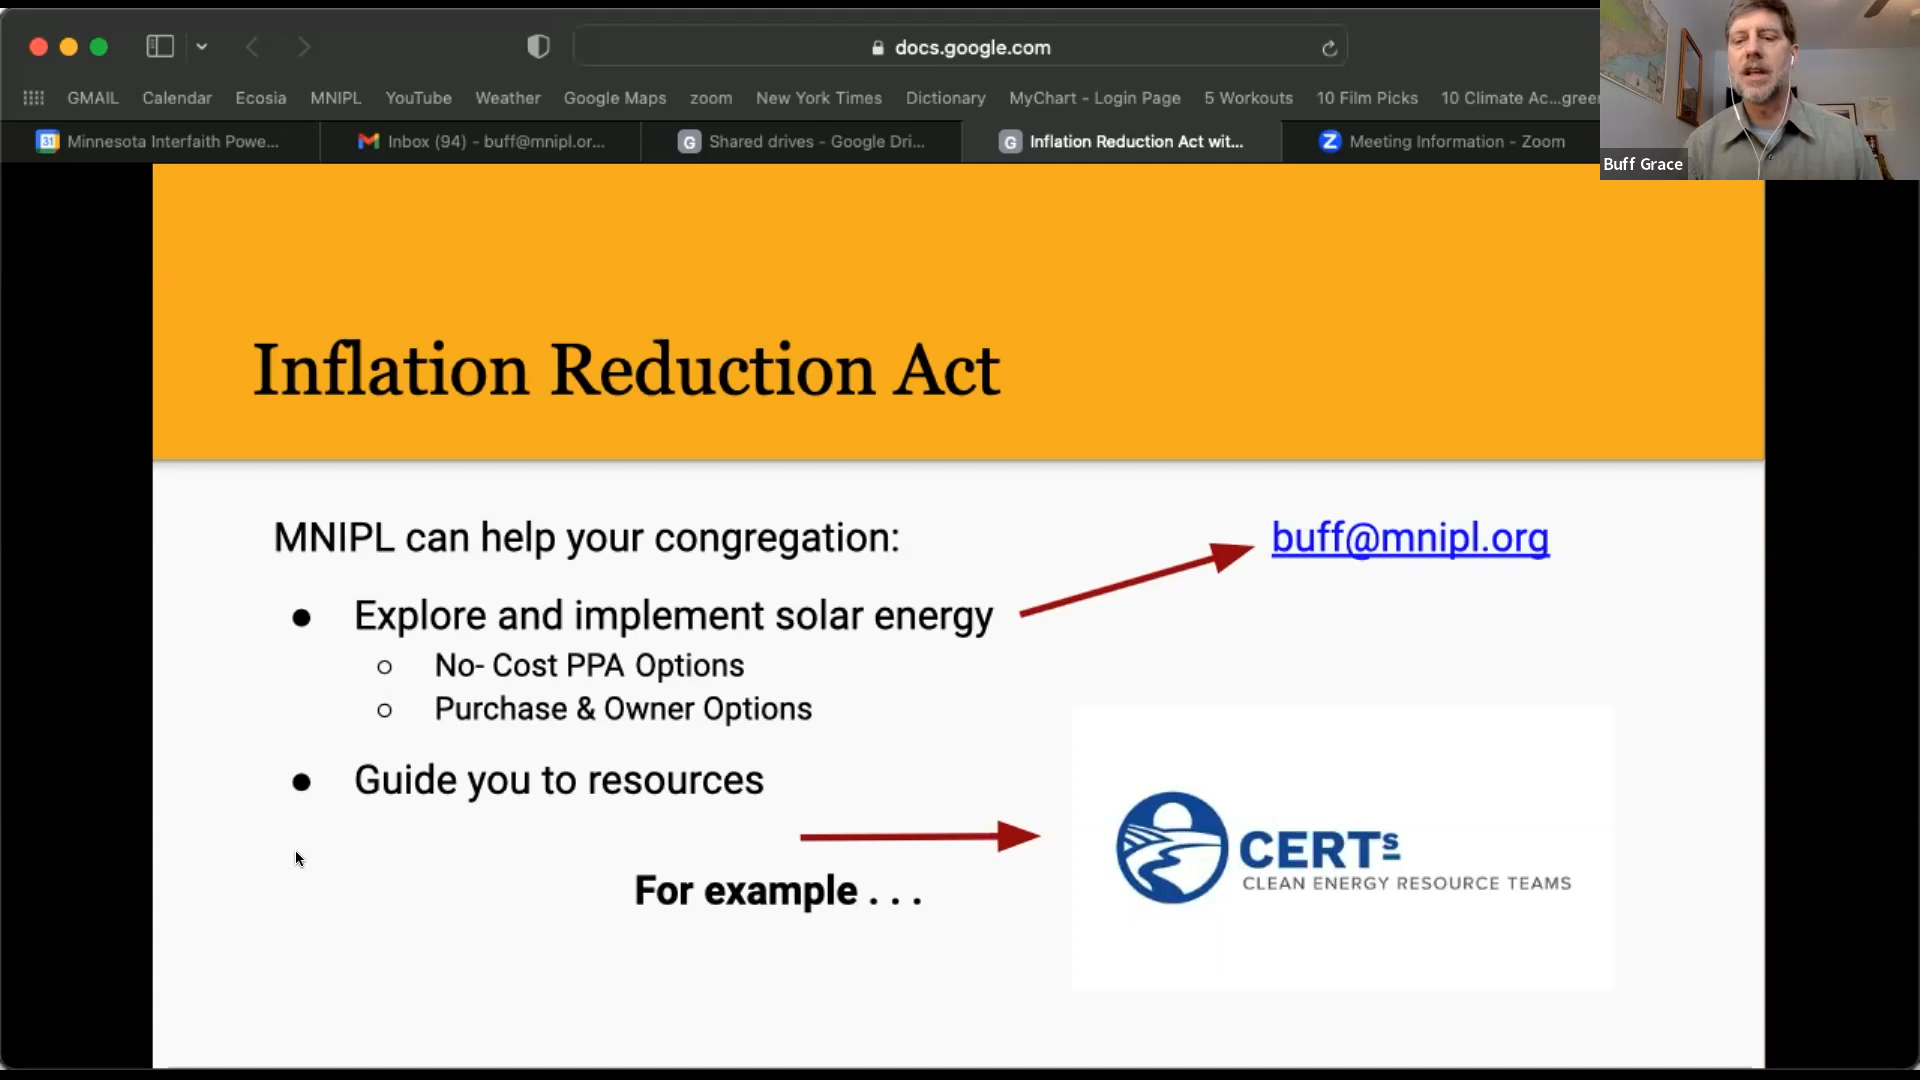 docs.google.com
GMAIL Calendar Ecosia MNIPL YouTube Weather Google Maps zoom New York Times Dictionary MyChart - Login Page 5 Workouts 10 Film Picks 10 Climate Ac...gree
31 Minnesota Interfaith Powe... Inbox (94) - buff@mnipl.or... G Shared drives - Google Dri... G Inflation Reduction Act wit... Z Meeting Information - Zoom
Buff Grace
Inflation Reduction Act
MNIPL can help your congregation:
buff@mnipl.org
● Explore and implement solar energy
○ No- Cost PPA Options
○ Purchase & Owner Options
● Guide you to resources
CERTs
CLEAN ENERGY RESOURCE TEAMS
For example . . .